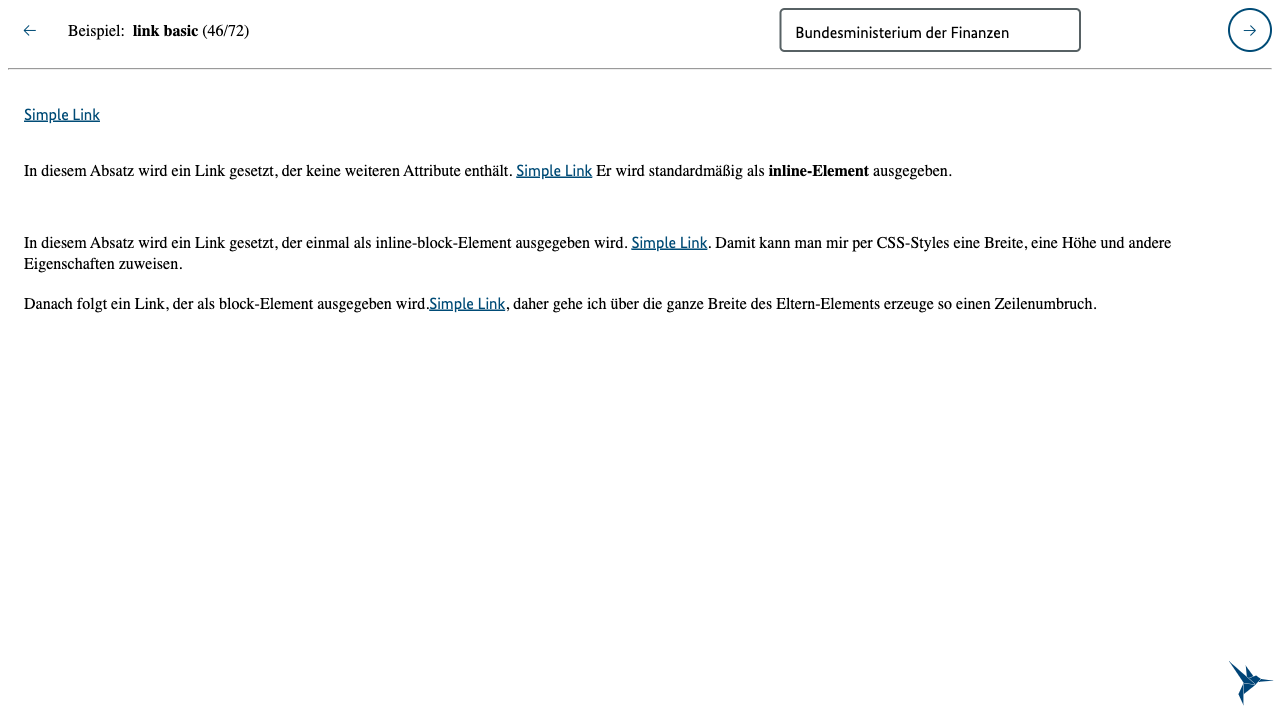 Beispiel: link basic (46/72)
Bundesministerium der Finanzen
Simple Link
In diesem Absatz wird ein Link gesetzt, der keine weiteren Attribute enthält. Simple Link Er wird standardmäßig als inline-Element ausgegeben.
In diesem Absatz wird ein Link gesetzt, der einmal als inline-block-Element ausgegeben wird. Simple Link. Damit kann man mir per CSS-Styles eine Breite, eine Höhe und andere
Eigenschaften zuweisen.
Danach folgt ein Link, der als block-Element ausgegeben wird.Simple Link, daher gehe ich über die ganze Breite des Eltern-Elements erzeuge so einen Zeilenumbruch.